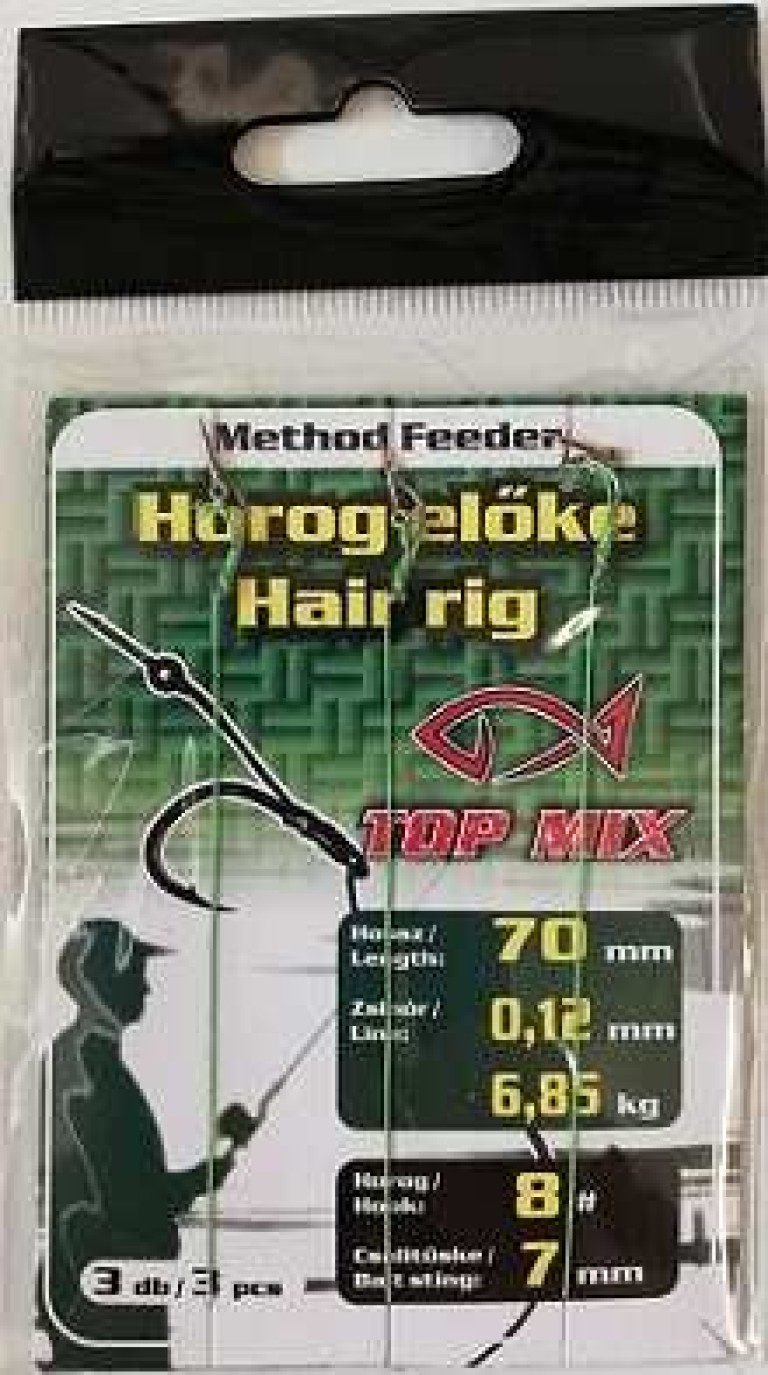 Method Feeder
Horogelőke
Hair rig
TOP MIX
Hossz /
Length: 70 mm
Zsinór /
Line: 0,12 mm
6,85 kg
Horog /
Hook: 8 #
Csalitüske /
Bait sting: 7 mm
3 db / 3 pcs